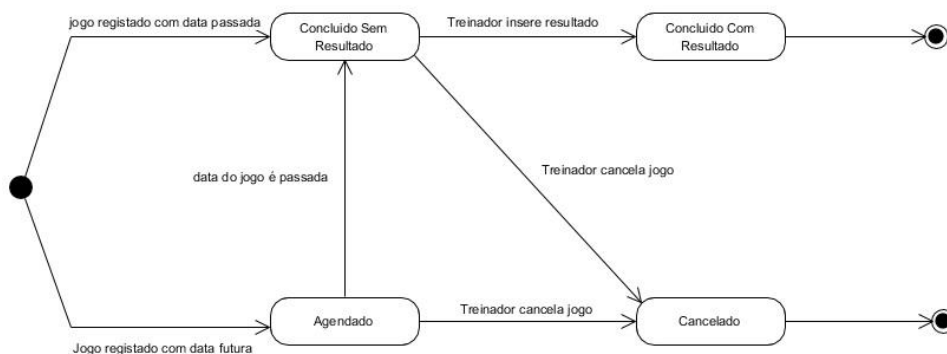 jogo registado com data passada
Concluido Sem
Resultado
Treinador insere resultado
Concluido Com
Resultado
data do jogo é passada
Treinador cancela jogo
Agendado
Treinador cancela jogo
Cancelado
Jogo registado com data futura